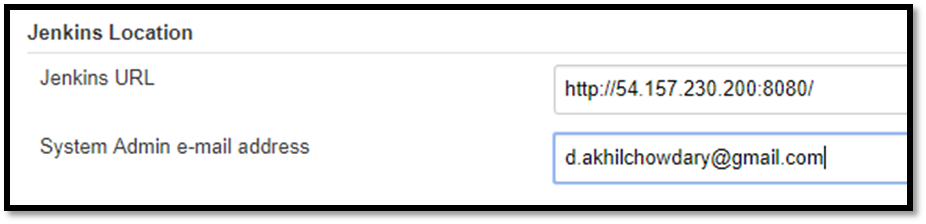 Jenkins Location
Jenkins URL http://54.157.230.200:8080/
System Admin e-mail address d.akhilchowdary@gmail.com